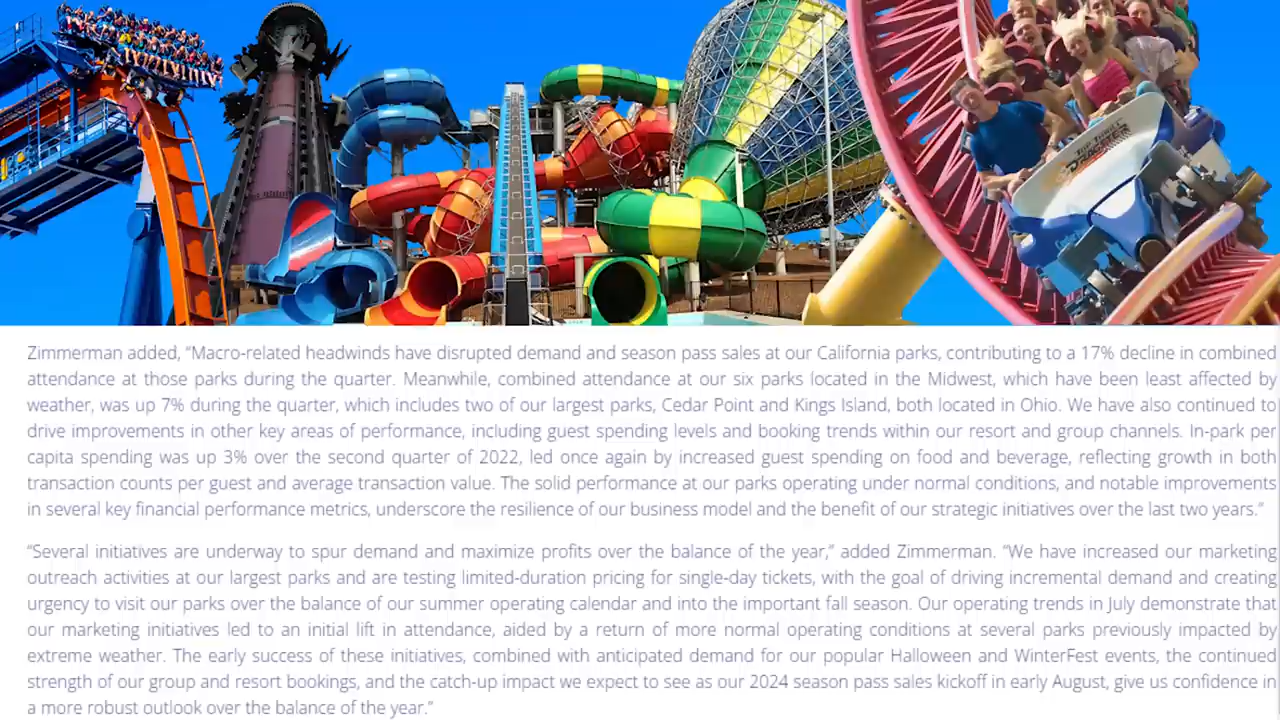 TOP THRILL
DRAGSTER
Zimmerman added, “Macro-related headwinds have disrupted demand and season pass sales at our California parks, contributing to a 17% decline in combined
attendance at those parks during the quarter. Meanwhile, combined attendance at our six parks located in the Midwest, which have been least affected by
weather, was up 7% during the quarter, which includes two of our largest parks, Cedar Point and Kings Island, both located in Ohio. We have also continued to
drive improvements in other key areas of performance, including guest spending levels and booking trends within our resort and group channels. In-park per
capita spending was up 3% over the second quarter of 2022, led once again by increased guest spending on food and beverage, reflecting growth in both
transaction counts per guest and average transaction value. The solid performance at our parks operating under normal conditions, and notable improvements
in several key financial performance metrics, underscore the resilience of our business model and the benefit of our strategic initiatives over the last two years.”
“Several initiatives are underway to spur demand and maximize profits over the balance of the year,” added Zimmerman. “We have increased our marketing
outreach activities at our largest parks and are testing limited-duration pricing for single-day tickets, with the goal of driving incremental demand and creating
urgency to visit our parks over the balance of our summer operating calendar and into the important fall season. Our operating trends in July demonstrate that
our marketing initiatives led to an initial lift in attendance, aided by a return of more normal operating conditions at several parks previously impacted by
extreme weather. The early success of these initiatives, combined with anticipated demand for our popular Halloween and WinterFest events, the continued
strength of our group and resort bookings, and the catch-up impact we expect to see as our 2024 season pass sales kickoff in early August, give us confidence in
a more robust outlook over the balance of the year.”